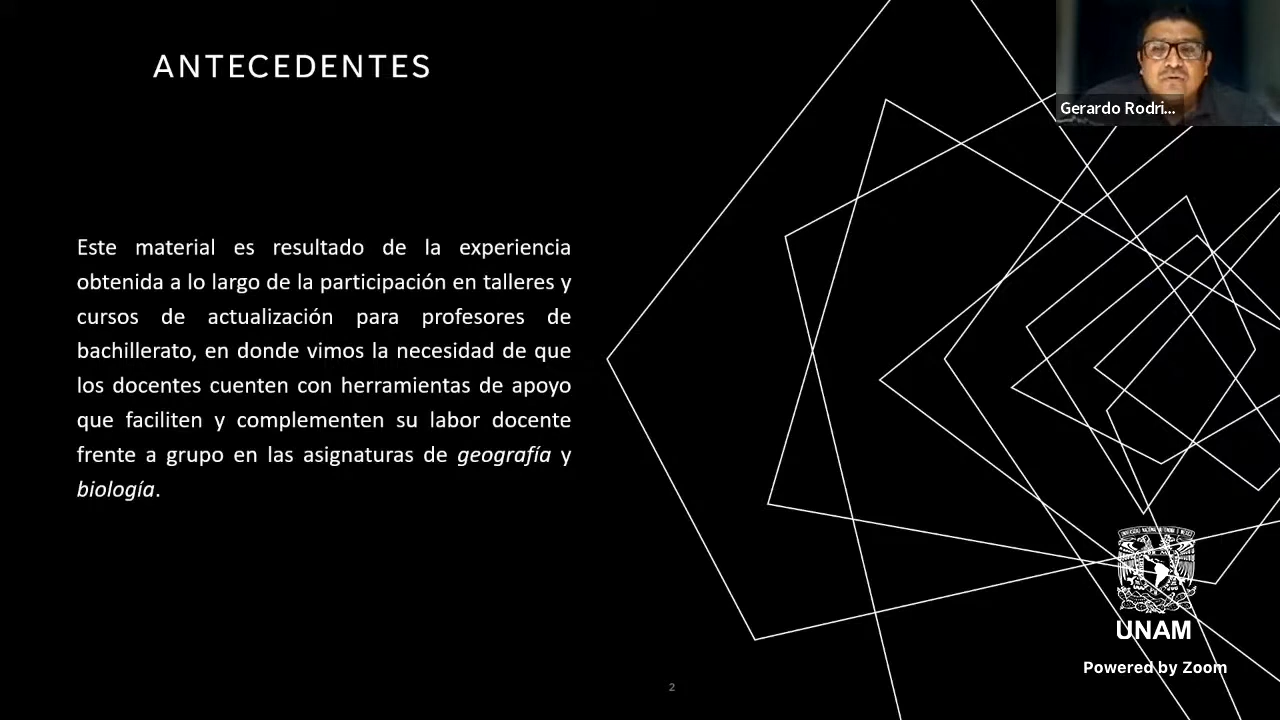 ANTECEDENTES
Gerardo Rodri...
Este material es resultado de la experiencia
obtenida a lo largo de la participación en talleres y
cursos de actualización para profesores de
bachillerato, en donde vimos la necesidad de que
los docentes cuenten con herramientas de apoyo
que faciliten y complementen su labor docente
frente a grupo en las asignaturas de geografía y
biología.
UNAM
Powered by Zoom
2